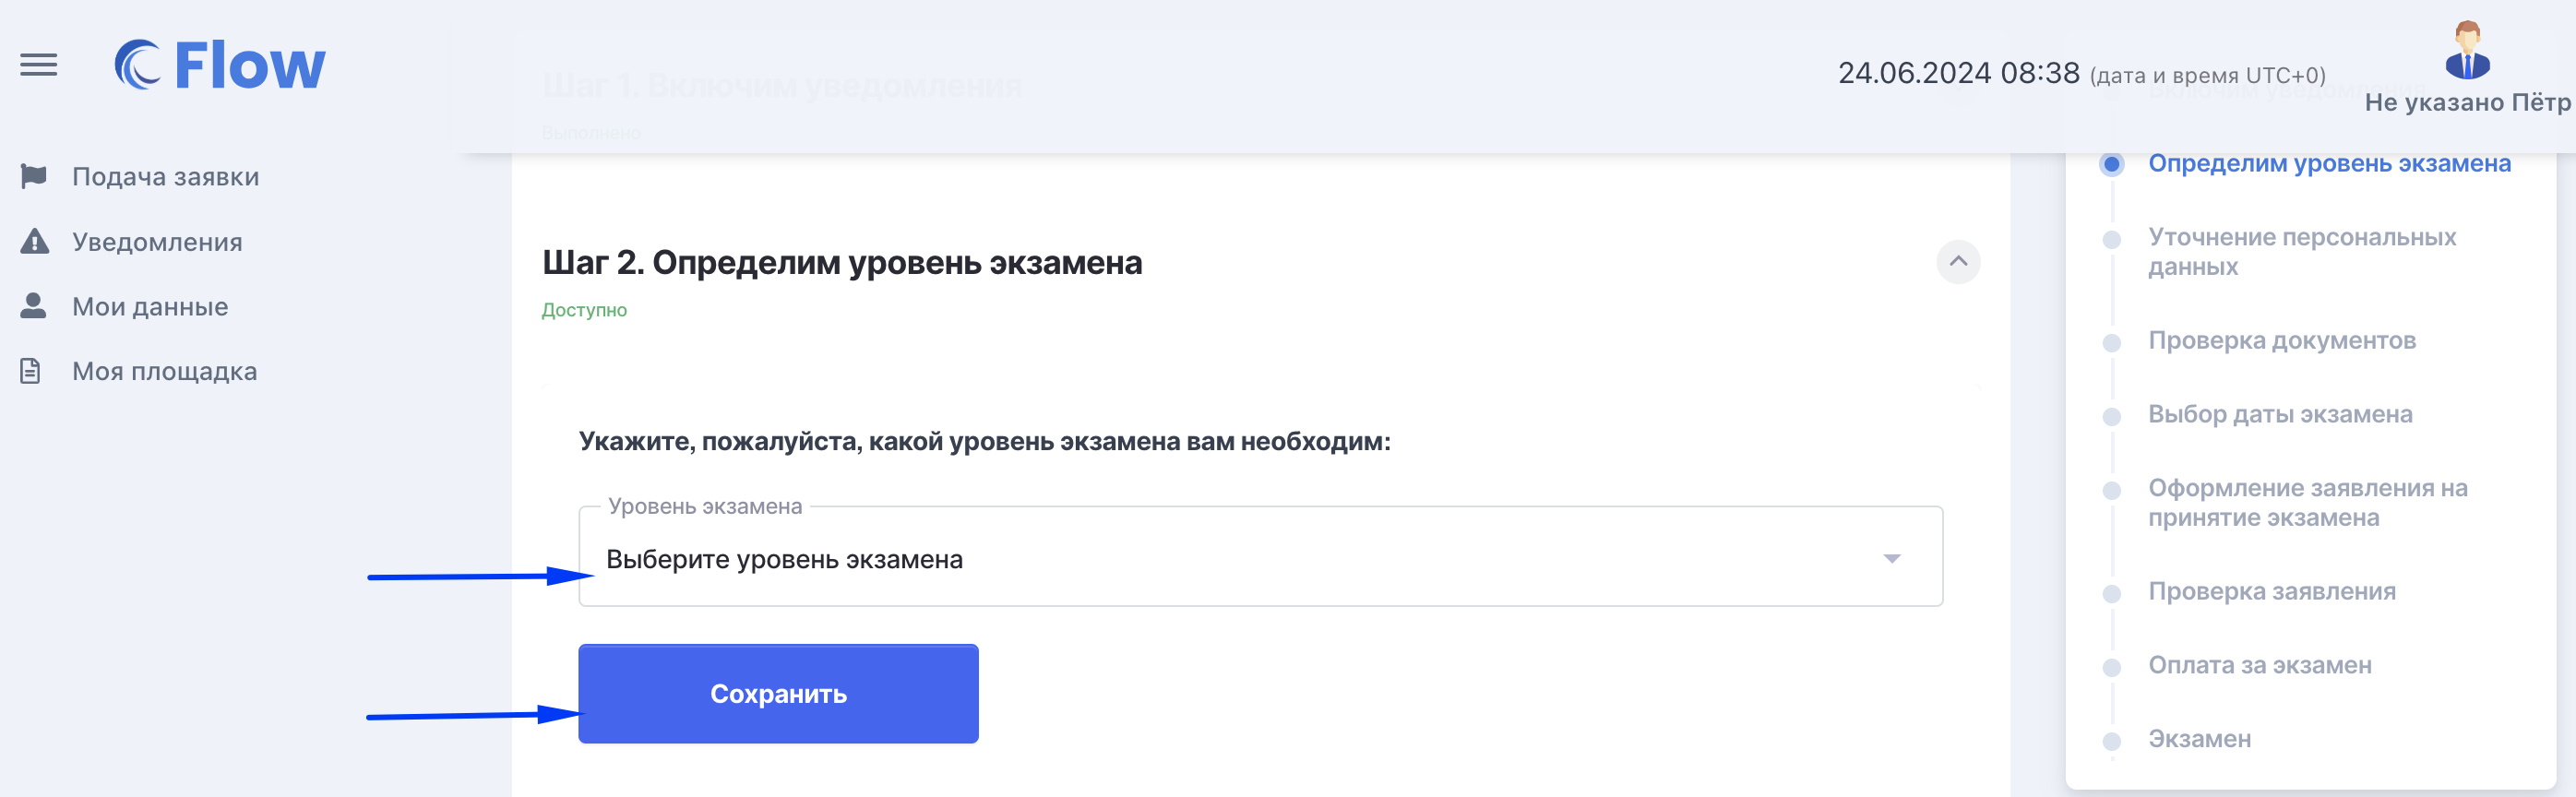 Flow
24.06.2024 08:38 (дата и время UTC+0)
Не указано Пётр
Подача заявки
Уведомления
Мои данные
Моя площадка
Шаг 1. Включим уведомления
Выполнено
Шаг 2. Определим уровень экзамена
Доступно
Укажите, пожалуйста, какой уровень экзамена вам необходим:
Уровень экзамена
Выберите уровень экзамена
Сохранить
Включим уведомления
Определим уровень экзамена
Уточнение персональных
данных
Проверка документов
Выбор даты экзамена
Оформление заявления на
принятие экзамена
Проверка заявления
Оплата за экзамен
Экзамен